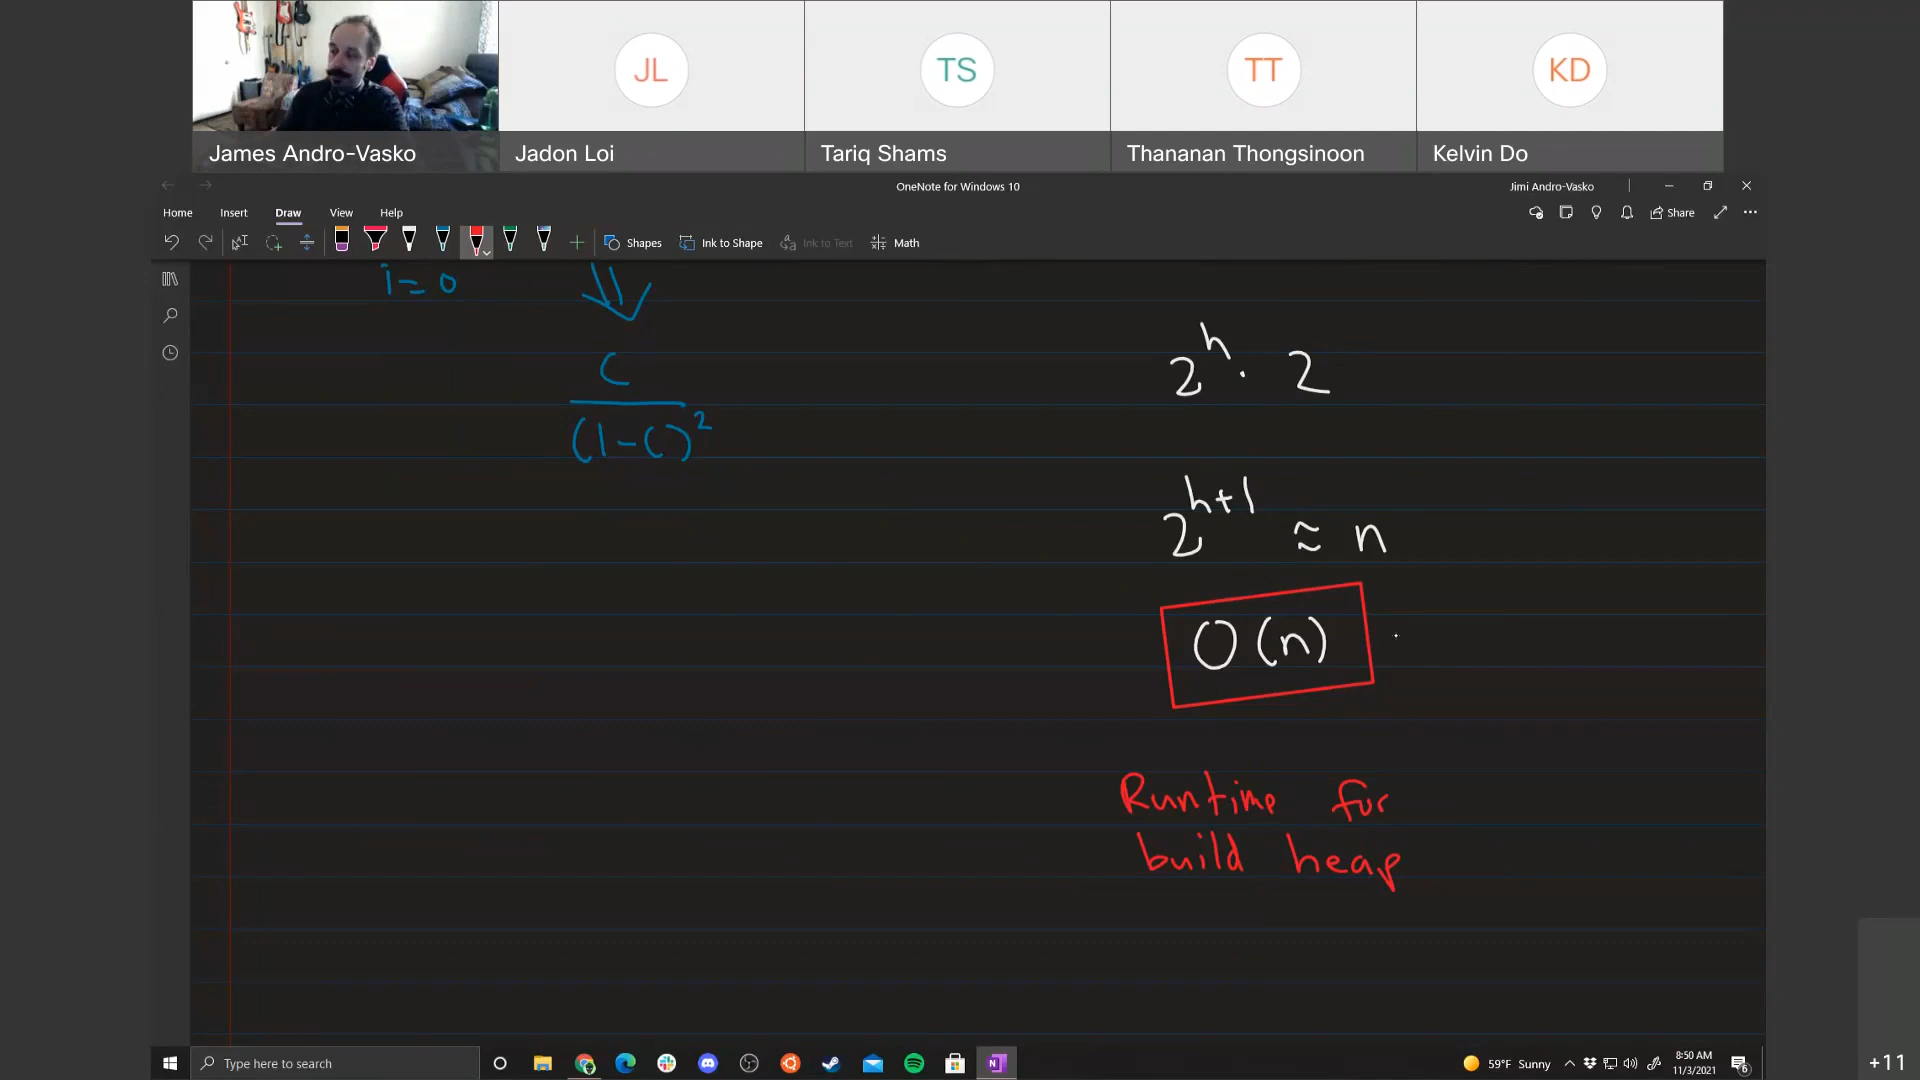 JL
TS
TT
KD
James Andro-Vasko
Jadon Loi
Tariq Shams
Thananan Thongsinoon
Kelvin Do
OneNote for Windows 10
Jimi Andro-Vasko
Home Insert Draw View Help
Share
Shapes Ink to Shape Ink to Text Math
i=0
C
(1-C)²
2^h · 2
2^(h+1) ≈ n
O(n)
Runtime for
build heap
Type here to search
59°F Sunny
8:50 AM
11/3/2021
6
+11